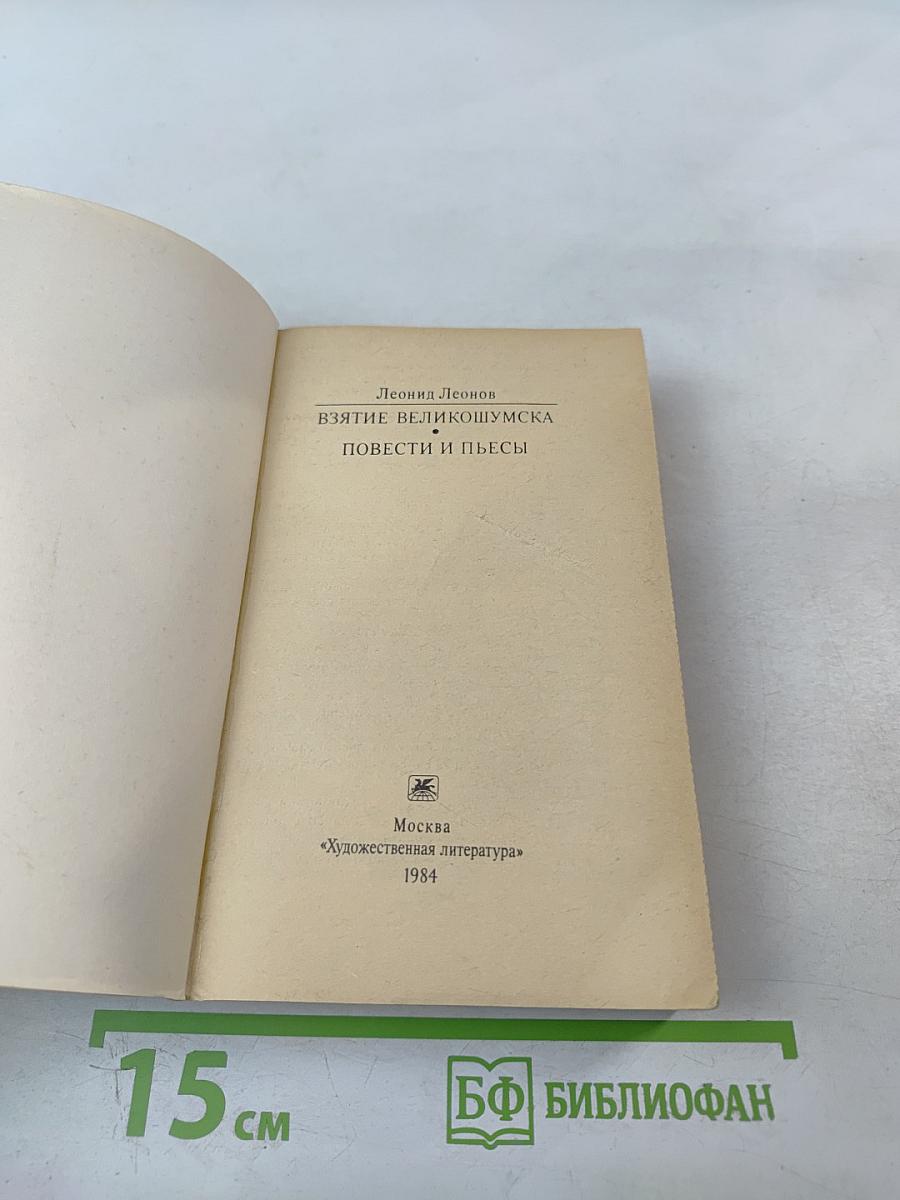 Леонид Леонов
ВЗЯТИЕ ВЕЛИКОШУМСКА
•
ПОВЕСТИ И ПЬЕСЫ
Москва
«Художественная литература»
1984
15 см
БФ БИБЛИОФАН